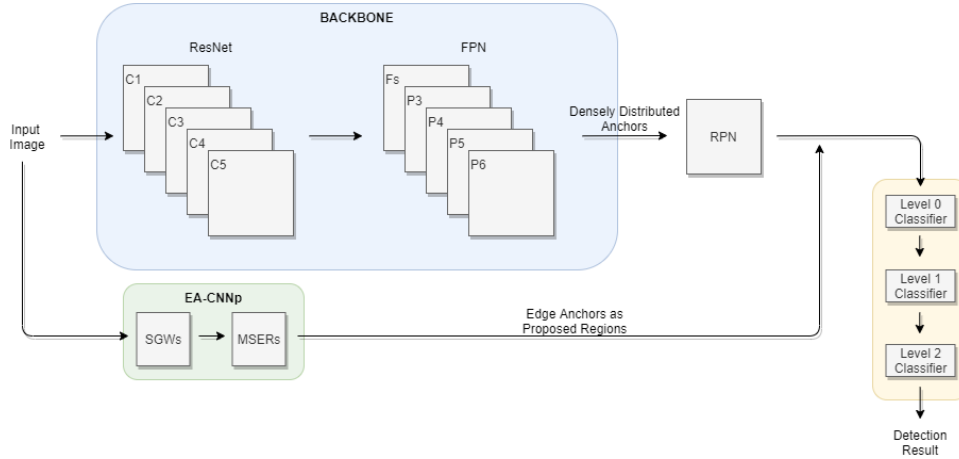 BACKBONE
ResNet
FPN
C1
C2
C3
C4
C5
Fs
P3
P4
P5
P6
Input
Image
Densely Distributed
Anchors
RPN
Level 0
Classifier
Level 1
Classifier
Level 2
Classifier
Detection
Result
EA-CNNp
SGWs
MSERs
Edge Anchors as
Proposed Regions